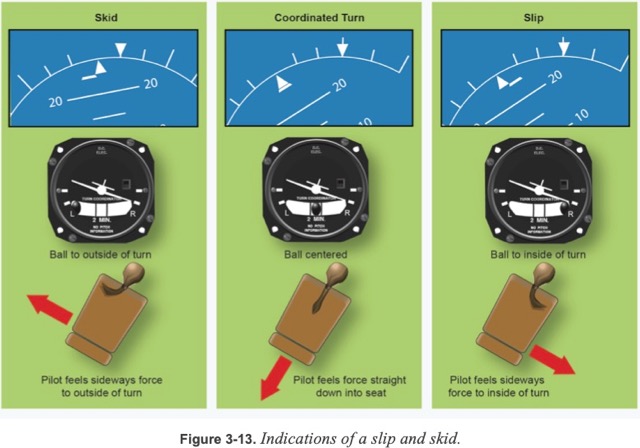 Skid
Coordinated Turn
Slip
20
20
20
10
20
10
D.C.
ELEC.
TURN COORDINATOR
L
R
2 MIN.
NO PITCH
INFORMATION
D.C.
ELEC.
TURN COORDINATOR
L
R
2 MIN.
NO PITCH
INFORMATION
D.C.
ELEC.
TURN COORDINATOR
L
R
2 MIN.
NO PITCH
INFORMATION
Ball to outside of turn
Ball centered
Ball to inside of turn
Pilot feels sideways force
to outside of turn
Pilot feels force straight
down into seat
Pilot feels sideways
force to inside of turn
Figure 3-13. Indications of a slip and skid.